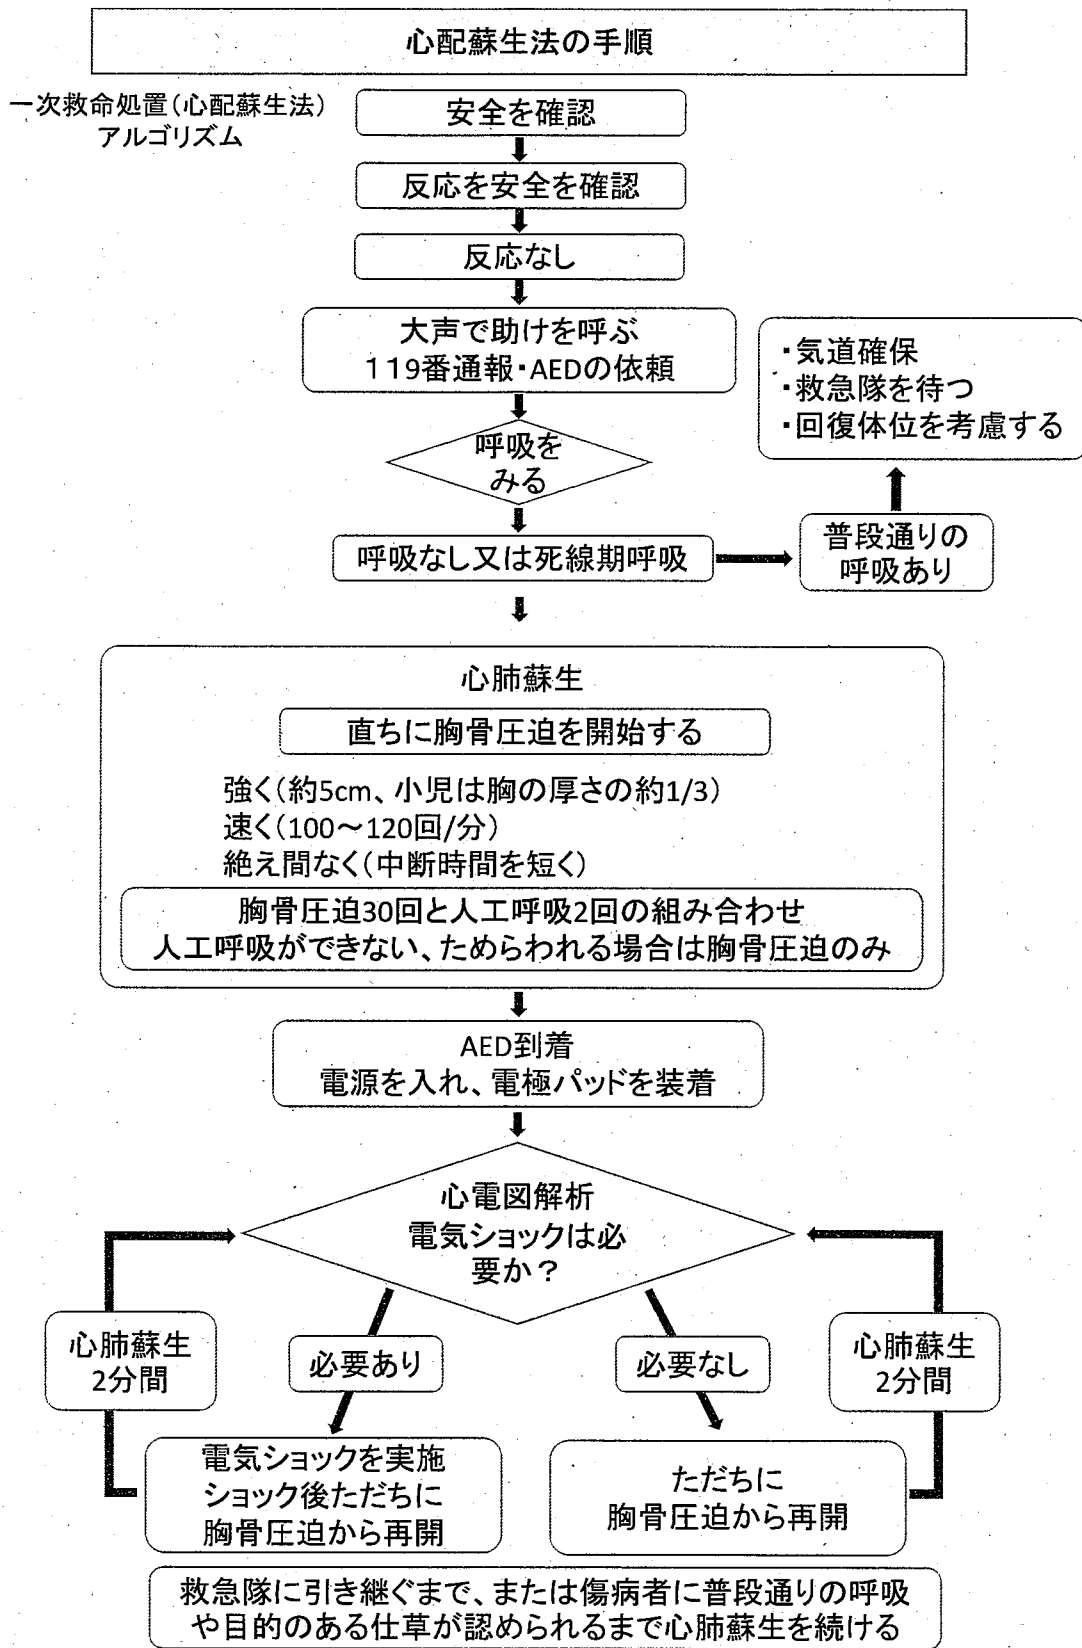 心配蘇生法の手順
一次救命処置(心配蘇生法)
アルゴリズム
安全を確認
反応を安全を確認
反応なし
大声で助けを呼ぶ
119番通報・AEDの依頼
呼吸を
みる
呼吸なし又は死線期呼吸
普段通りの
呼吸あり
・気道確保
・救急隊を待つ
・回復体位を考慮する
心肺蘇生
直ちに胸骨圧迫を開始する
強く(約5cm、小児は胸の厚さの約1/3)
速く(100～120回/分)
絶え間なく(中断時間を短く)
胸骨圧迫30回と人工呼吸2回の組み合わせ
人工呼吸ができない、ためらわれる場合は胸骨圧迫のみ
AED到着
電源を入れ、電極パッドを装着
心電図解析
電気ショックは必
要か？
心肺蘇生
2分間
必要あり
必要なし
心肺蘇生
2分間
電気ショックを実施
ショック後ただちに
胸骨圧迫から再開
ただちに
胸骨圧迫から再開
救急隊に引き継ぐまで、または傷病者に普段通りの呼吸
や目的のある仕草が認められるまで心肺蘇生を続ける